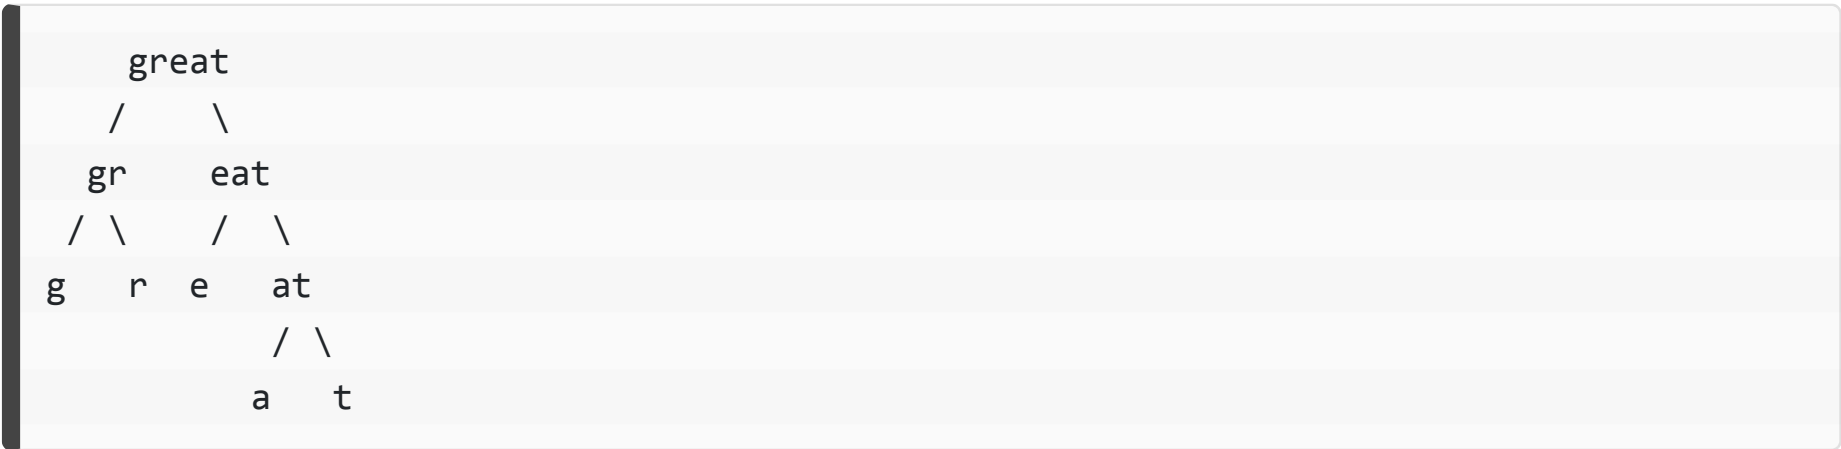 great
   /    \
  gr    eat
 / \    /  \
g   r  e   at
           / \
          a   t